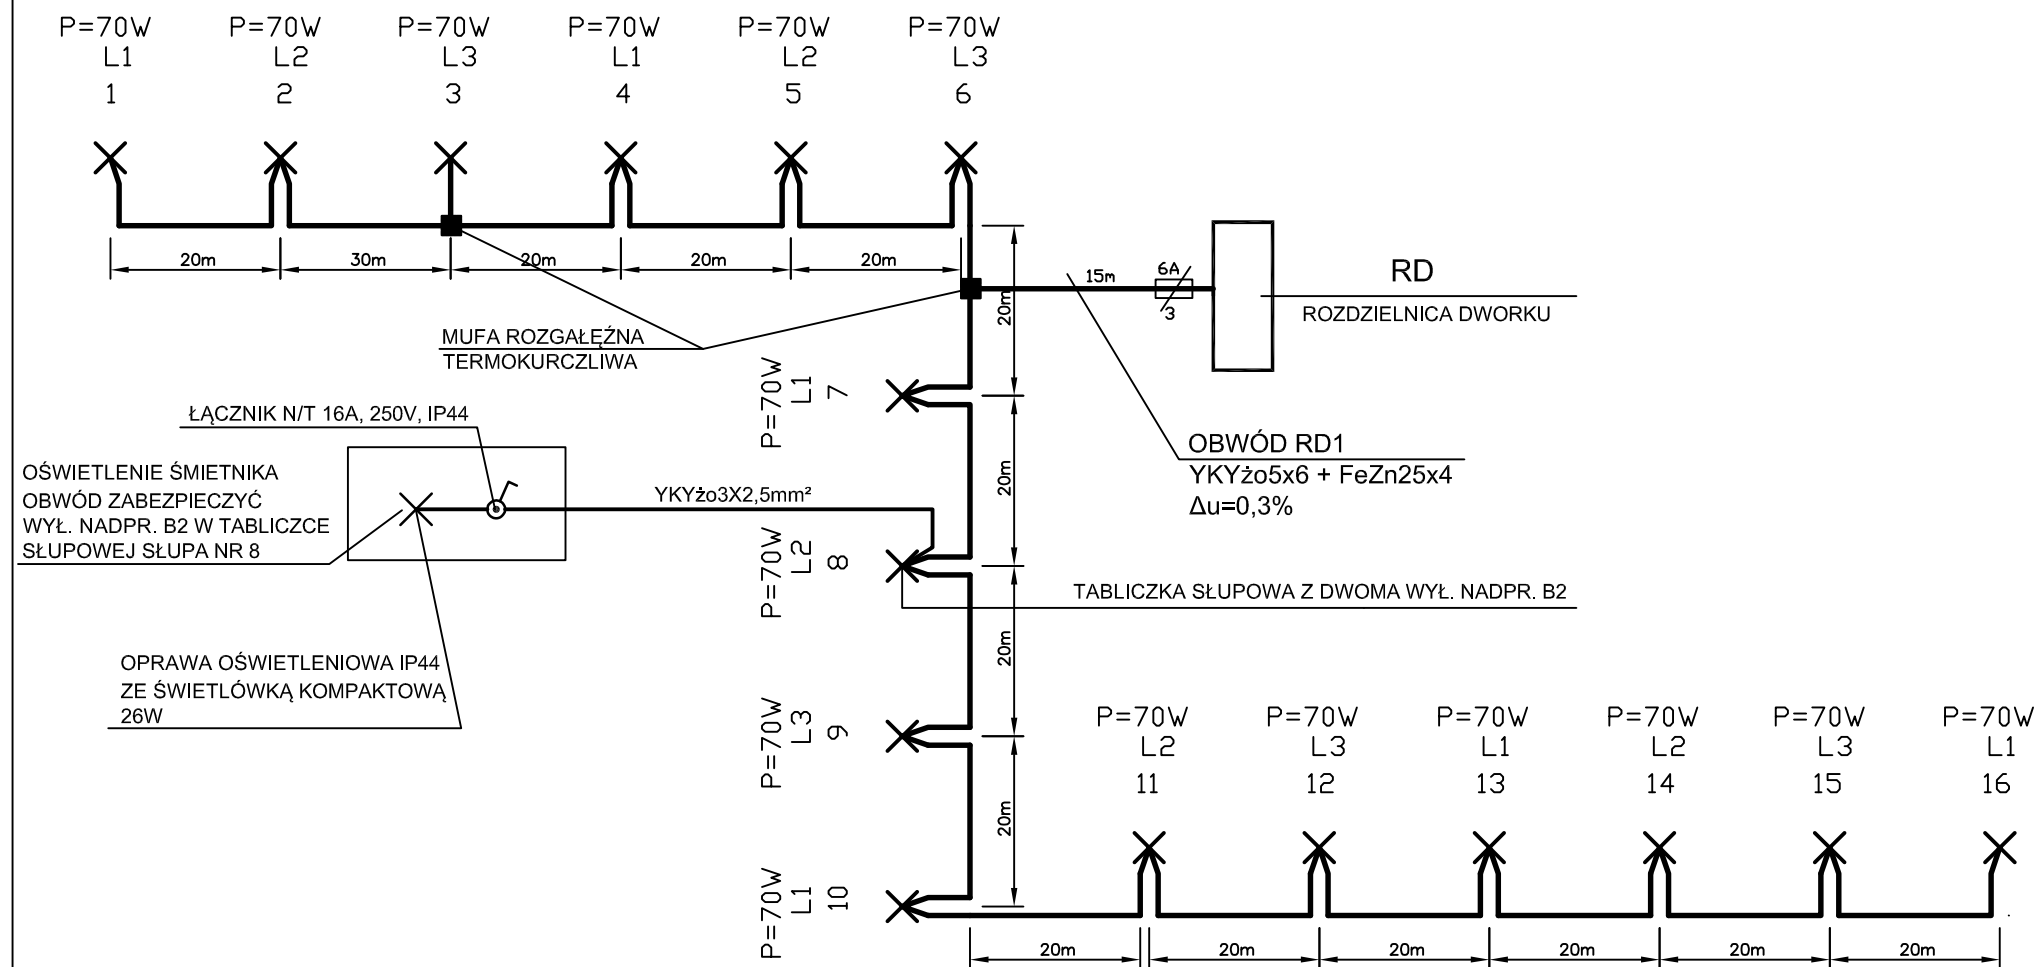 P=70W P=70W P=70W P=70W P=70W P=70W
L1 L2 L3 L1 L2 L3
1 2 3 4 5 6
20m 30m 20m 20m 20m
20m
15m
6A
3
RD
ROZDZIELNICA DWORKU
MUFA ROZGAŁĘŹNA
TERMOKURCZLIWA
P=70W
L1
7
ŁĄCZNIK N/T 16A, 250V, IP44
OBWÓD RD1
YKYżo5x6 + FeZn25x4
Δu=0,3%
20m
OŚWIETLENIE ŚMIETNIKA
OBWÓD ZABEZPIECZYĆ
WYŁ. NADPR. B2 W TABLICZCE
SŁUPOWEJ SŁUPA NR 8
YKYżo3X2,5mm²
P=70W
L2
8
TABLICZKA SŁUPOWA Z DWOMA WYŁ. NADPR. B2
20m
OPRAWA OŚWIETLENIOWA IP44
ZE ŚWIETLÓWKĄ KOMPAKTOWĄ
26W
P=70W
L3
9
20m
P=70W
L1
10
P=70W P=70W P=70W P=70W P=70W P=70W
L2 L3 L1 L2 L3 L1
11 12 13 14 15 16
20m 20m 20m 20m 20m 20m